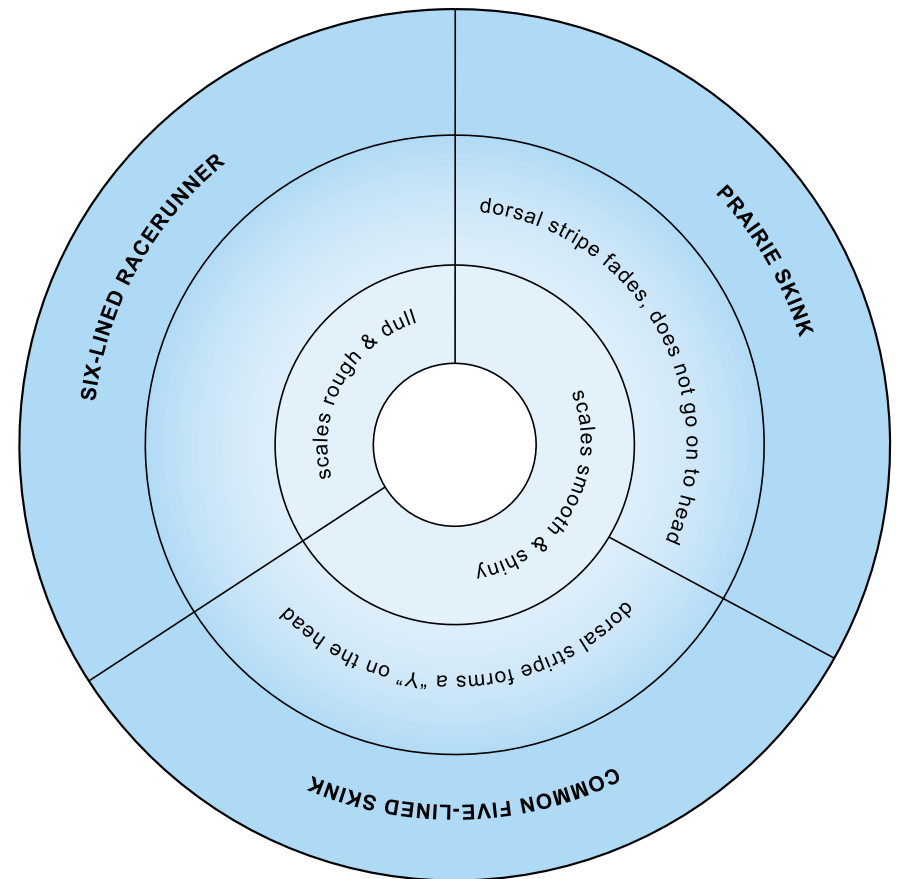 SIX-LINED RACERUNNER
PRAIRIE SKINK
COMMON FIVE-LINED SKINK
dorsal stripe fades, does not go on to head
dorsal stripe forms a “Y” on the head
scales rough & dull
scales smooth & shiny